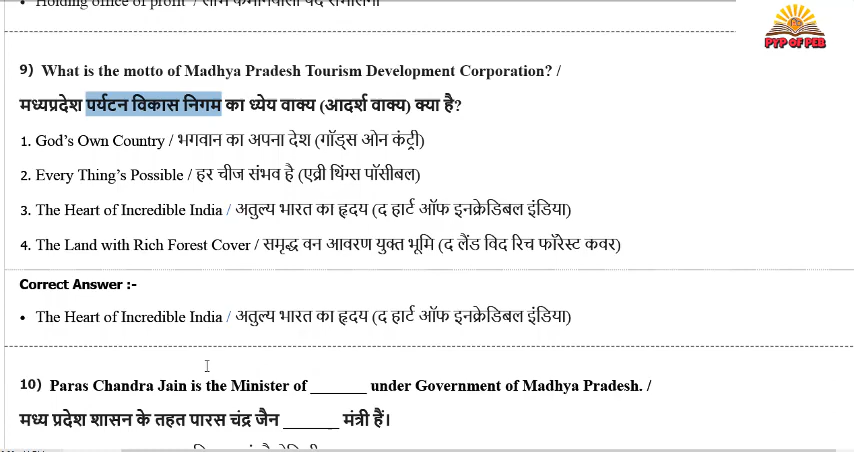 PYP OF PEB
9) What is the motto of Madhya Pradesh Tourism Development Corporation? /
मध्यप्रदेश पर्यटन विकास निगम का ध्येय वाक्य (आदर्श वाक्य) क्या है?
1. God's Own Country / भगवान का अपना देश (गॉड्स ओन कंट्री)
2. Every Thing's Possible / हर चीज संभव है (एव्री थिंग्स पॉसीबल)
3. The Heart of Incredible India / अतुल्य भारत का हृदय (द हार्ट ऑफ इनक्रेडिबल इंडिया)
4. The Land with Rich Forest Cover / समृद्ध वन आवरण युक्त भूमि (द लैंड विद रिच फॉरेस्ट कवर)
Correct Answer :-
• The Heart of Incredible India / अतुल्य भारत का हृदय (द हार्ट ऑफ इनक्रेडिबल इंडिया)
10) Paras Chandra Jain is the Minister of _______ under Government of Madhya Pradesh. /
मध्य प्रदेश शासन के तहत पारस चंद्र जैन _______ मंत्री हैं।